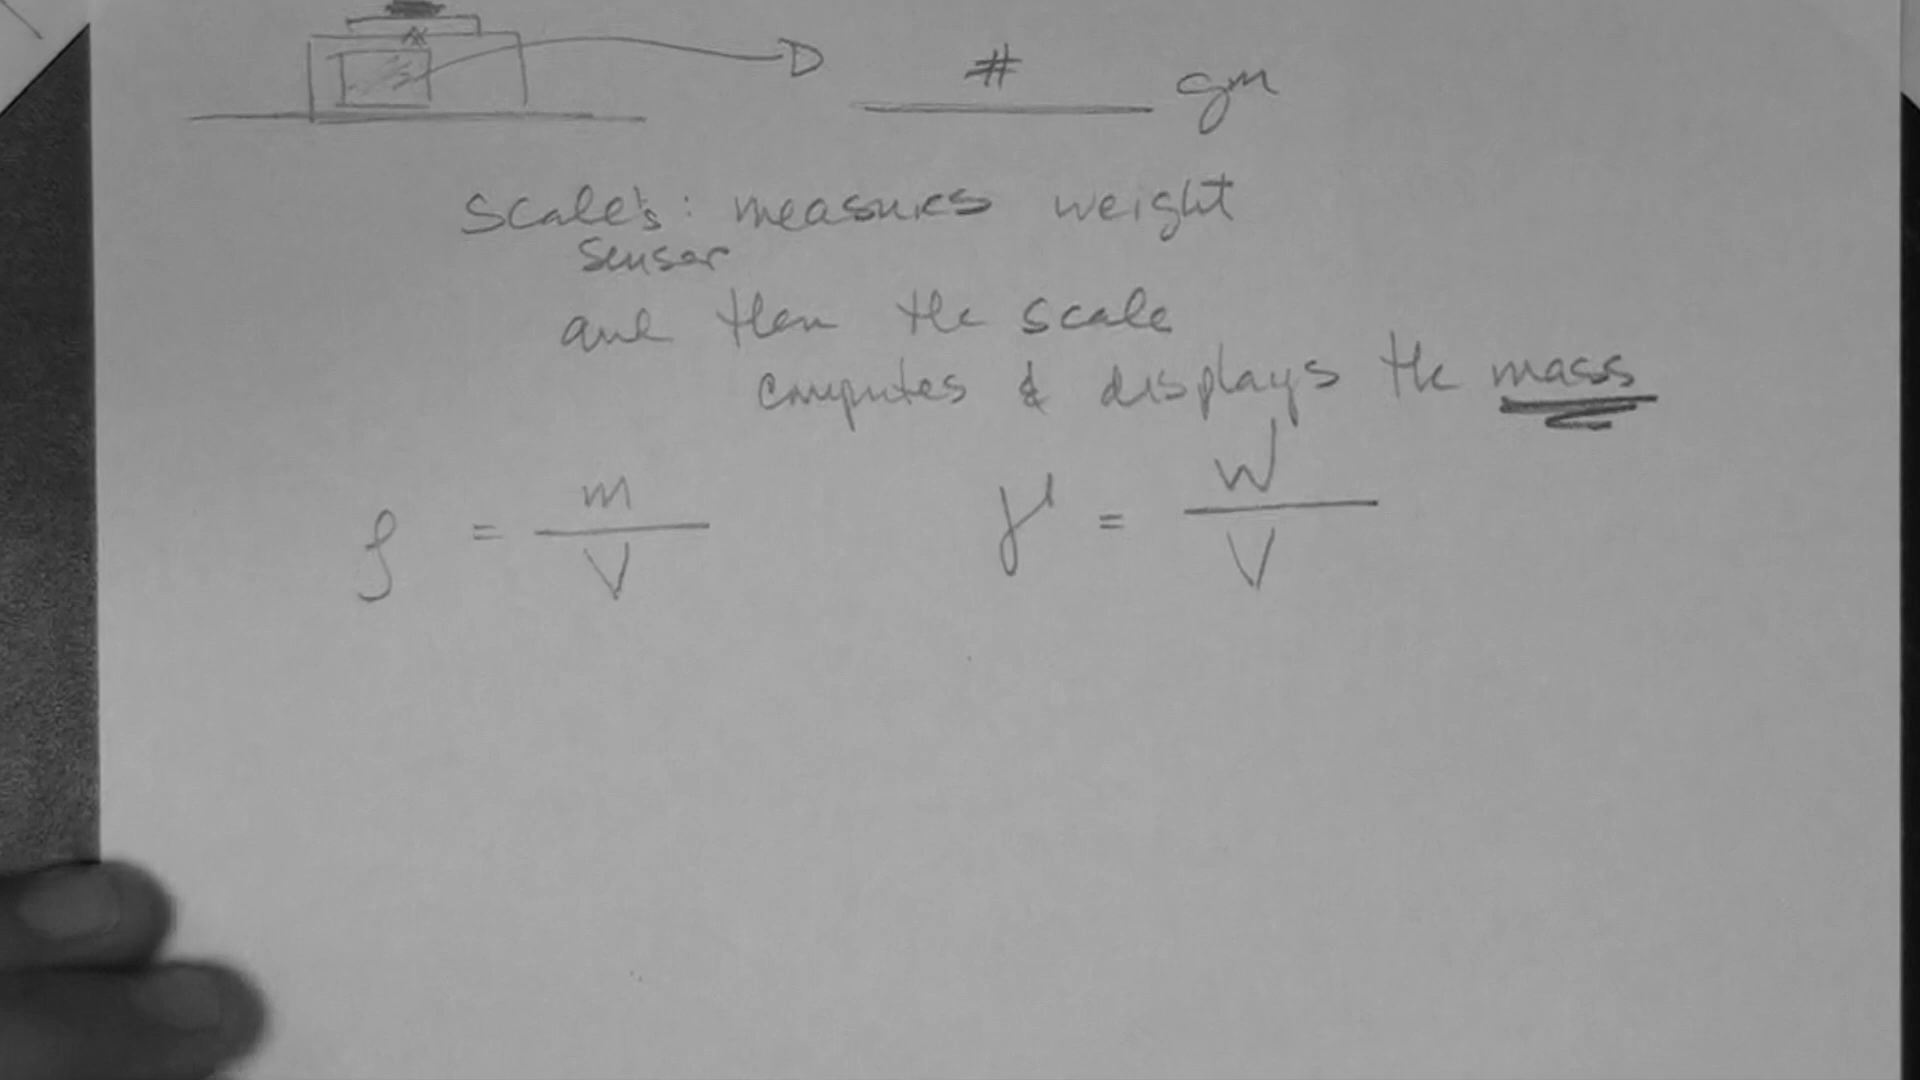 # gm
Scale's: measures weight
sensor
and then the scale
computes & displays the mass
ρ = m / V
γ = W / V